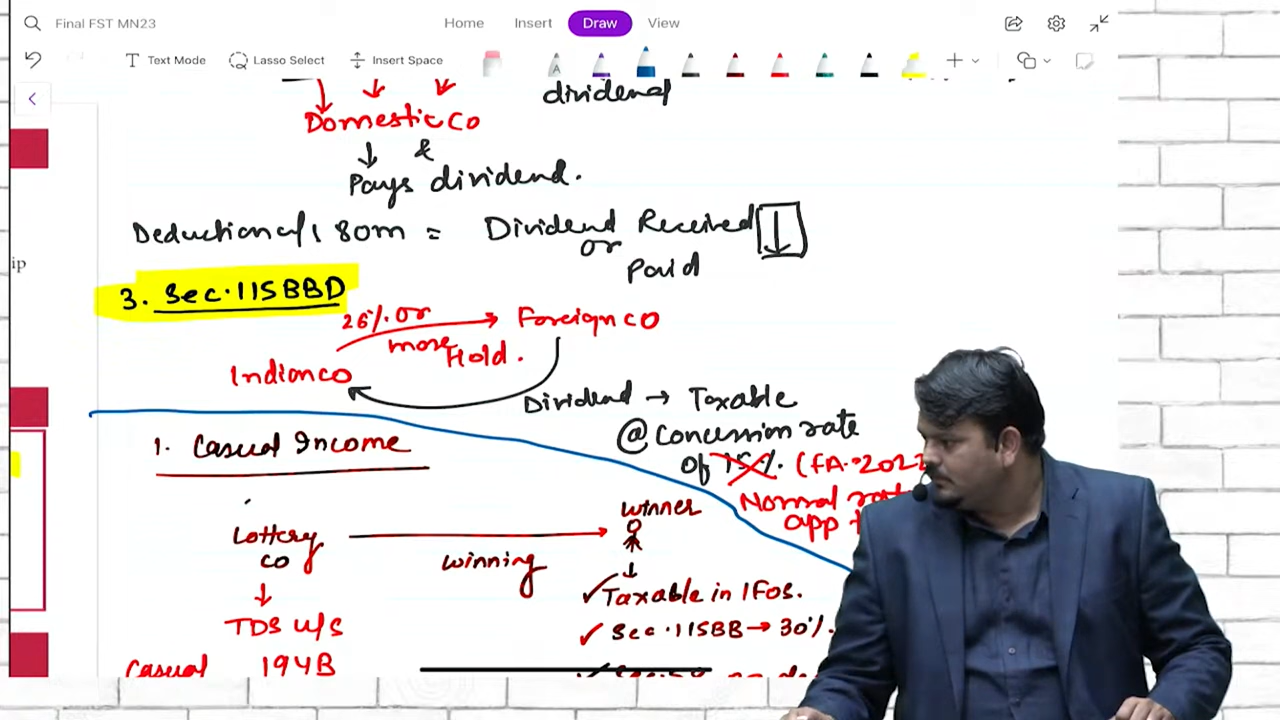 Final FST MN23
Home Insert Draw View
Text Mode Lasso Select Insert Space
dividend
Domestic Co
&
Pays dividend.
Deduction u/s 80m = Dividend Received
or
Paid
ip
3. Sec.115BBD
26%. or
more Hold.
Foreign co
Indian co
Dividend → Taxable
@ Concession rate
of 15%. (FA.2022
Normal rate
app
1. Casual Income
Lottery
co
winning
winner
Taxable in IFOS.
TDS u/s
194B
✓ Sec.115BB → 30%.
Casual